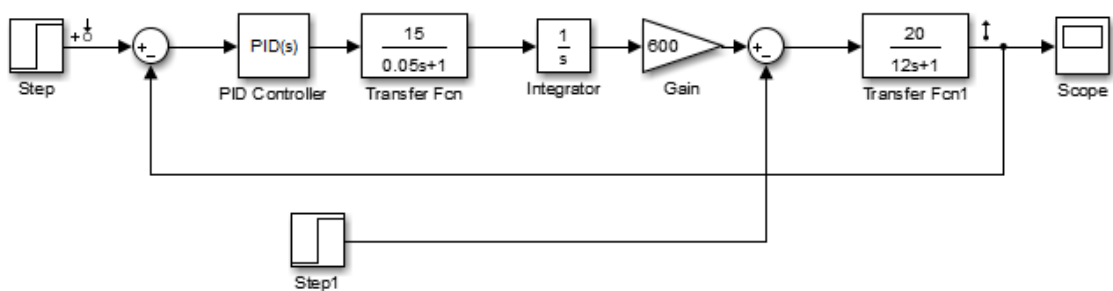 Step
+
+
−
PID(s)
PID Controller
15
0.05s+1
Transfer Fcn
1
s
Integrator
600
Gain
+
−
20
12s+1
Transfer Fcn1
Scope
Step1